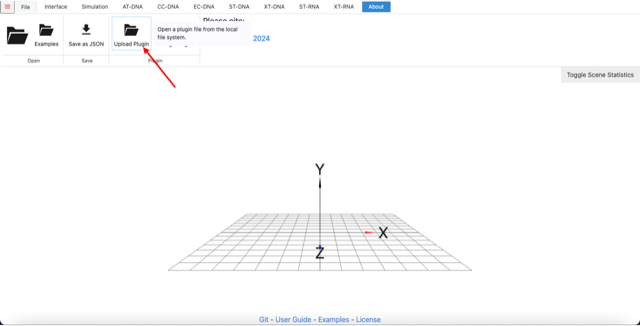 File Interface Simulation AT-DNA CC-DNA EC-DNA ST-DNA XT-DNA ST-RNA XT-RNA About
Please cite:
Open a plugin file from the local
file system.
2024
Examples Save as JSON Upload Plugin
Open Save Plugin
Toggle Scene Statistics
Y
X
Z
Git - User Guide - Examples - License